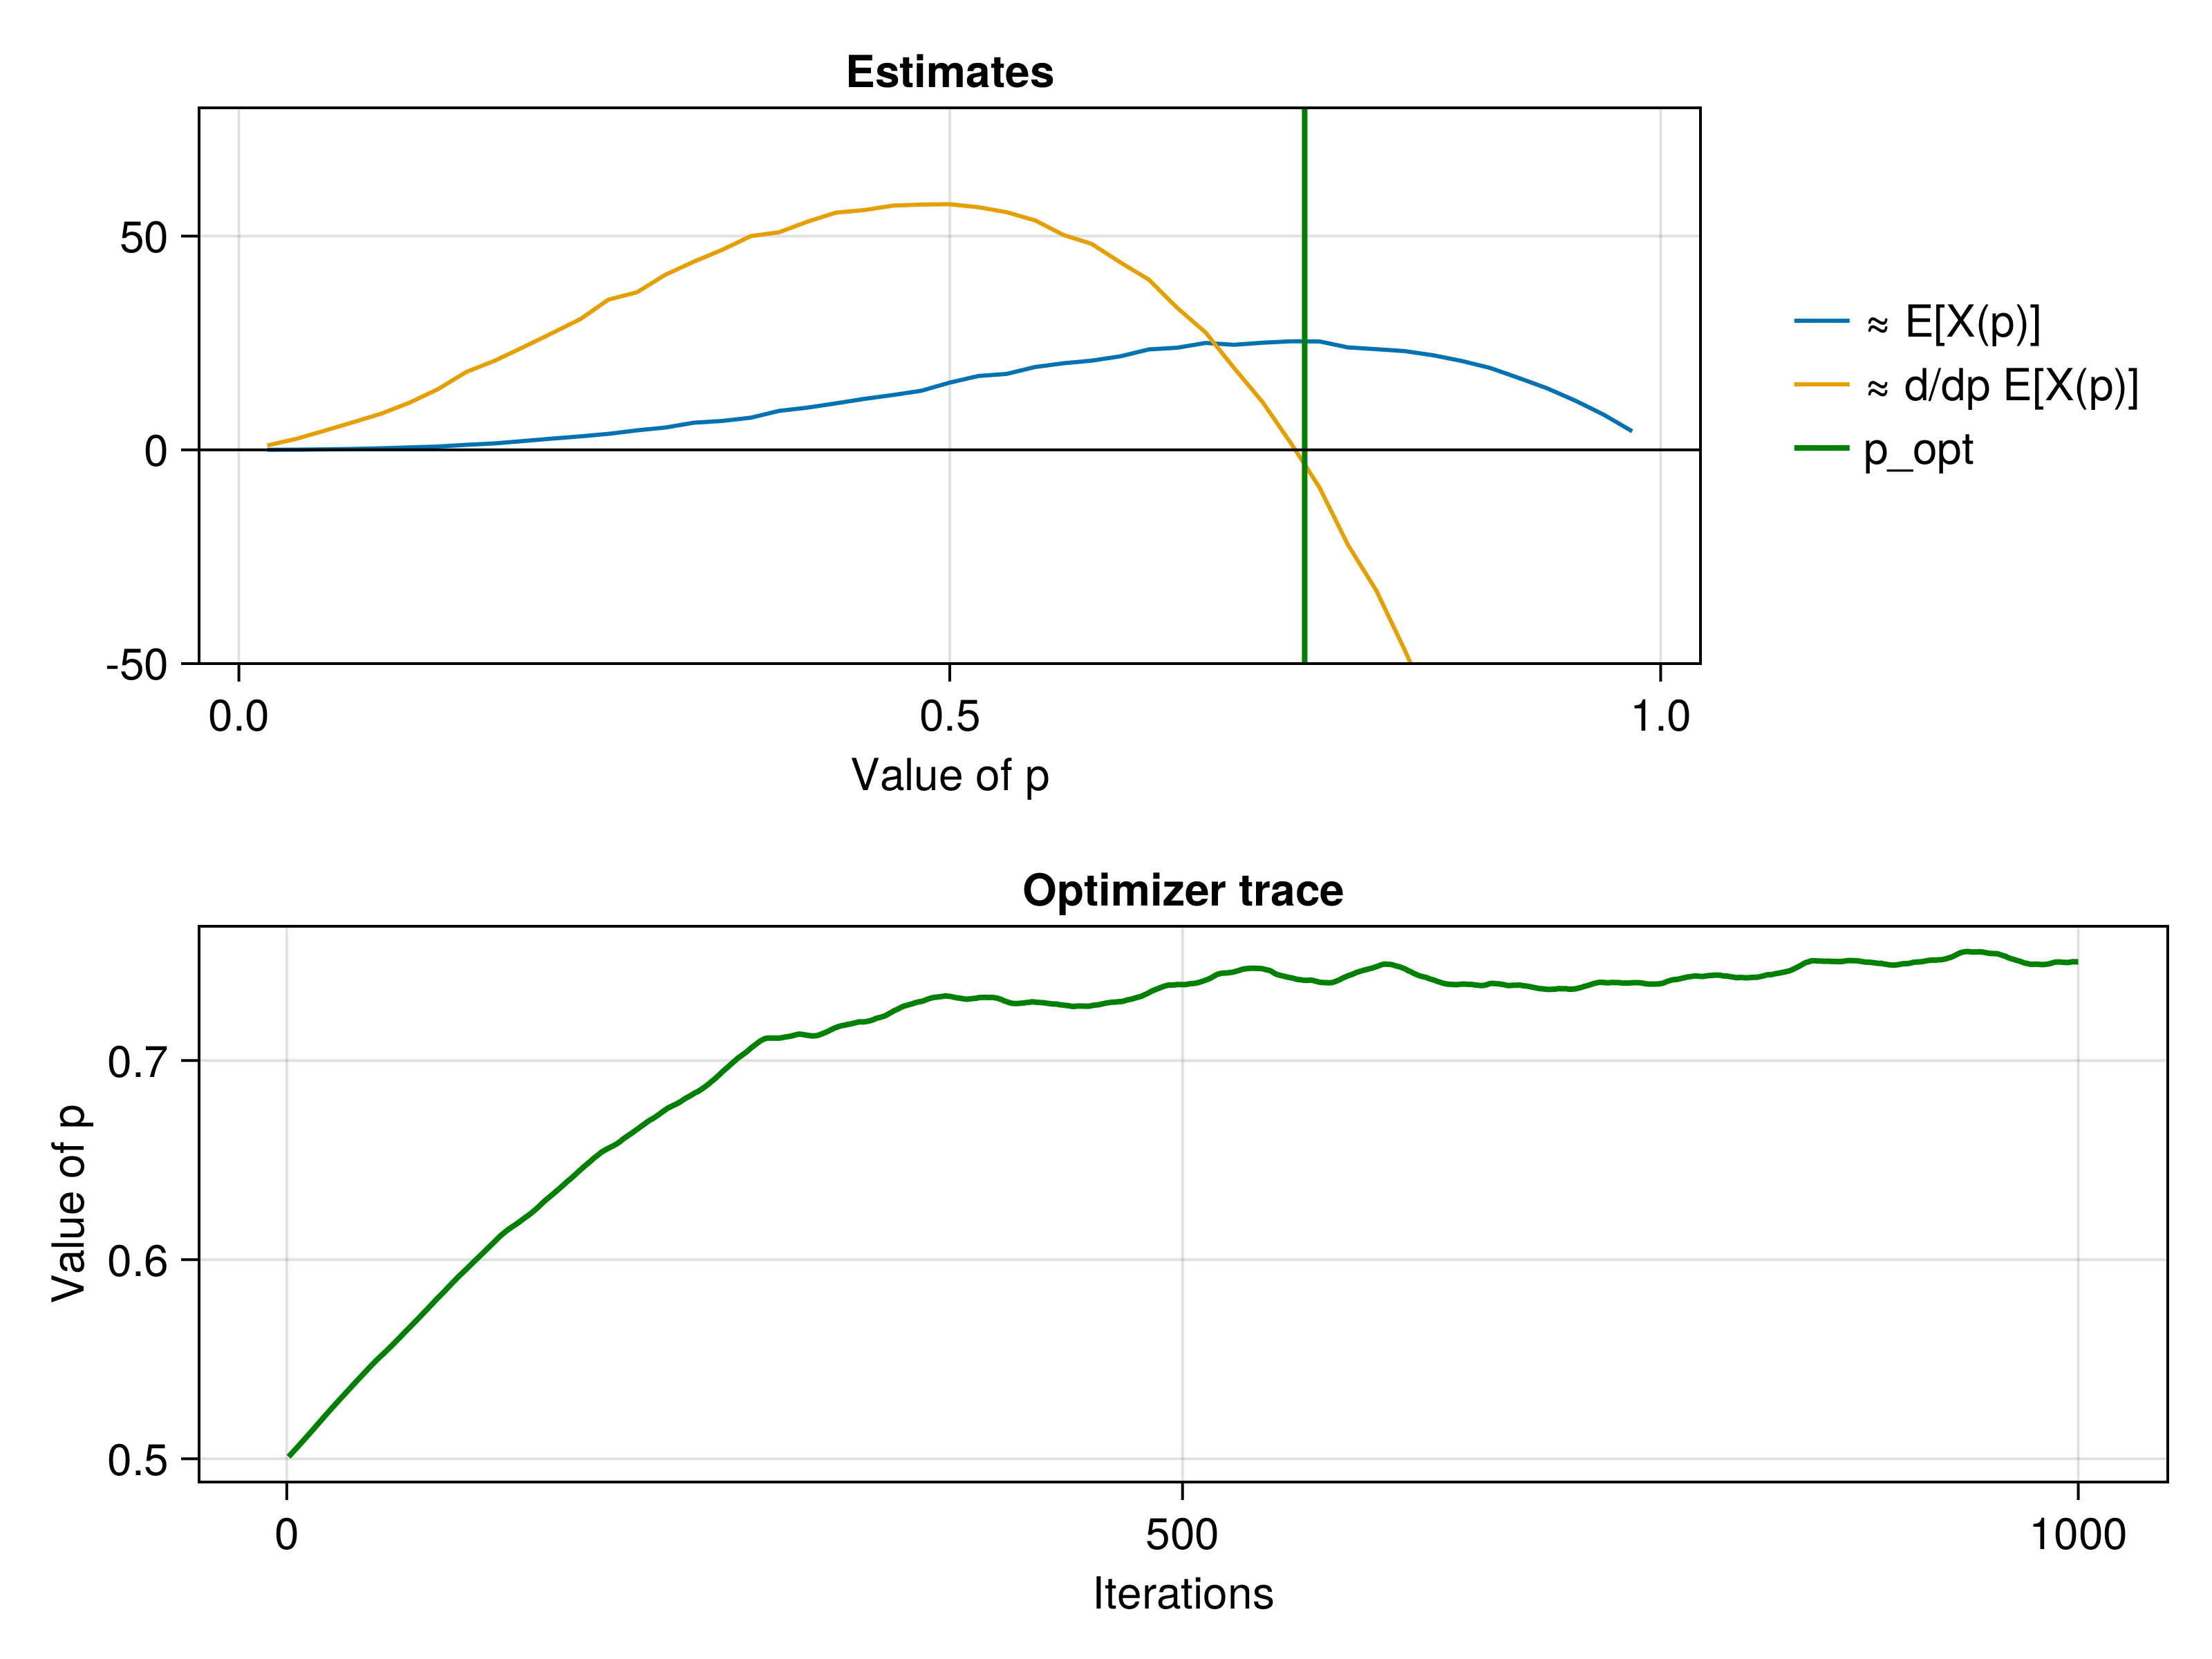 Estimates
50
0
-50
0.0
0.5
1.0
Value of p
≈ E[X(p)]
≈ d/dp E[X(p)]
p_opt
Optimizer trace
Value of p
0.7
0.6
0.5
0
500
1000
Iterations